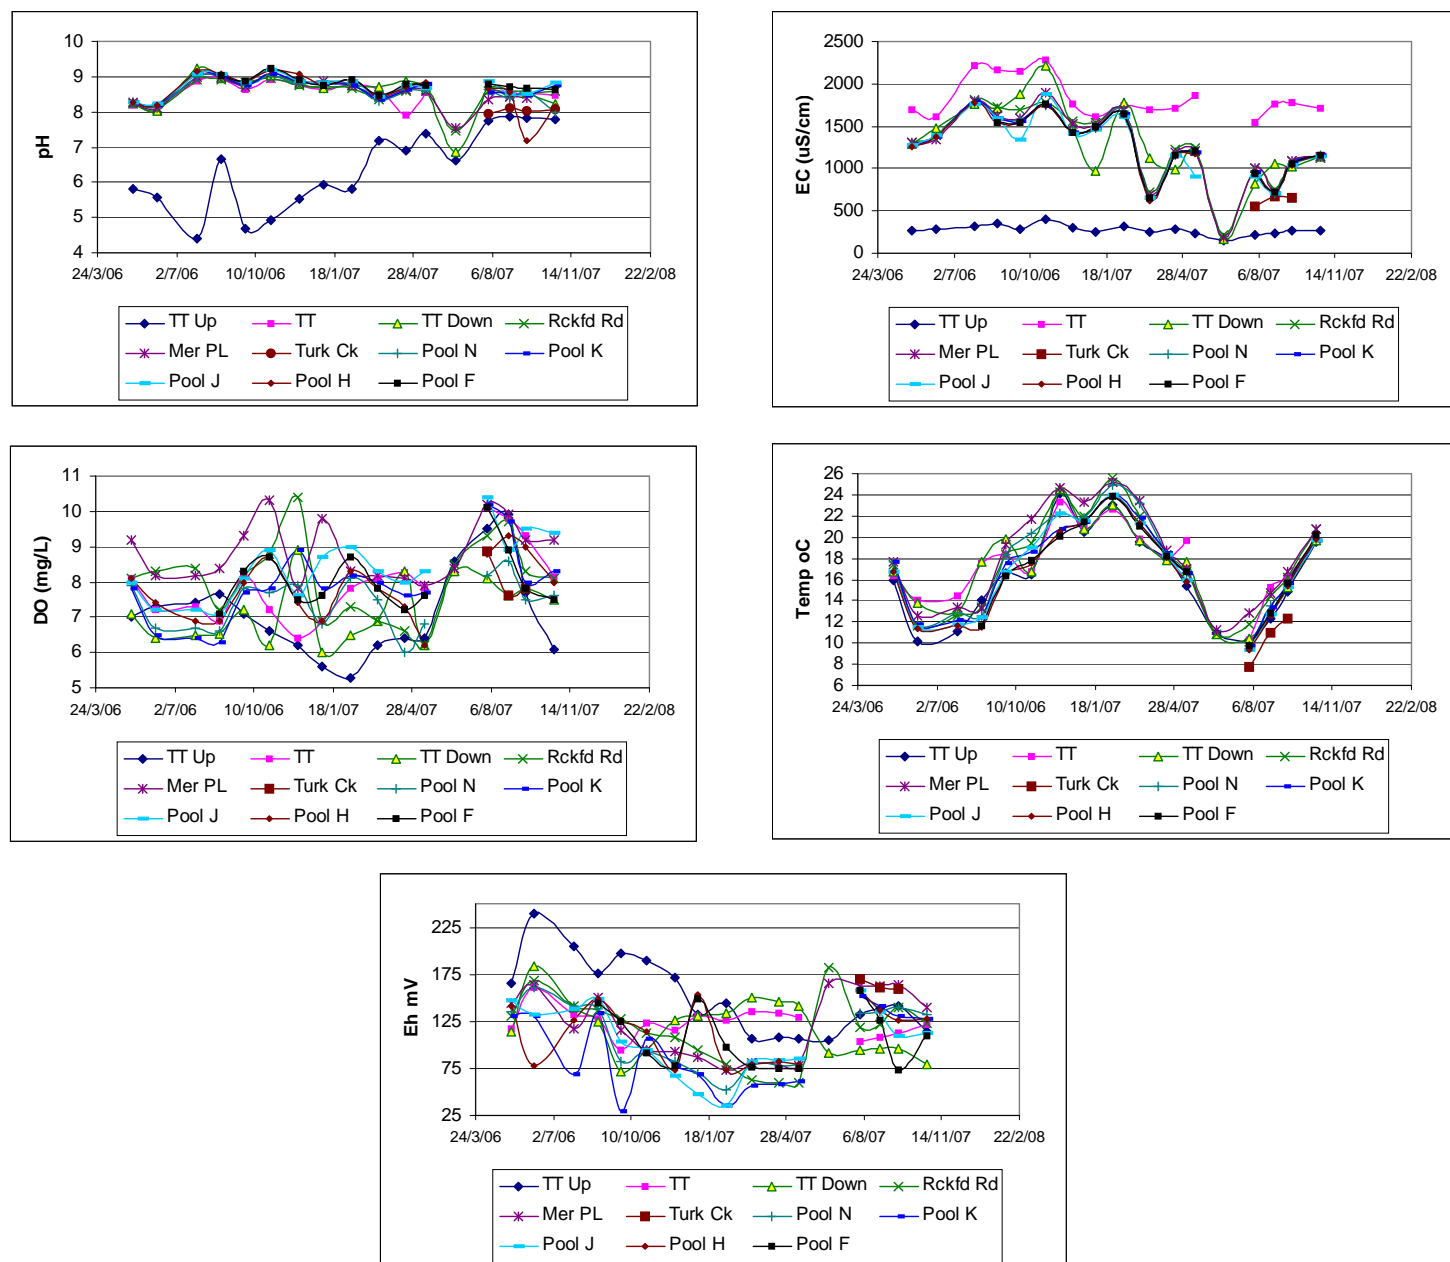 pH
10
9
8
7
6
5
4
24/3/06 2/7/06 10/10/06 18/1/07 28/4/07 6/8/07 14/11/07 22/2/08
TT Up TT TT Down Rckfd Rd
Mer PL Turk Ck Pool N Pool K
Pool J Pool H Pool F
EC (uS/cm)
2500
2000
1500
1000
500
0
24/3/06 2/7/06 10/10/06 18/1/07 28/4/07 6/8/07 14/11/07 22/2/08
TT Up TT TT Down Rckfd Rd
Mer PL Turk Ck Pool N Pool K
Pool J Pool H Pool F
DO (mg/L)
11
10
9
8
7
6
5
24/3/06 2/7/06 10/10/06 18/1/07 28/4/07 6/8/07 14/11/07 22/2/08
TT Up TT TT Down Rckfd Rd
Mer PL Turk Ck Pool N Pool K
Pool J Pool H Pool F
Temp oC
26
24
22
20
18
16
14
12
10
8
6
24/3/06 2/7/06 10/10/06 18/1/07 28/4/07 6/8/07 14/11/07 22/2/08
TT Up TT TT Down Rckfd Rd
Mer PL Turk Ck Pool N Pool K
Pool J Pool H Pool F
Eh mV
225
175
125
75
25
24/3/06 2/7/06 10/10/06 18/1/07 28/4/07 6/8/07 14/11/07 22/2/08
TT Up TT TT Down Rckfd Rd
Mer PL Turk Ck Pool N Pool K
Pool J Pool H Pool F